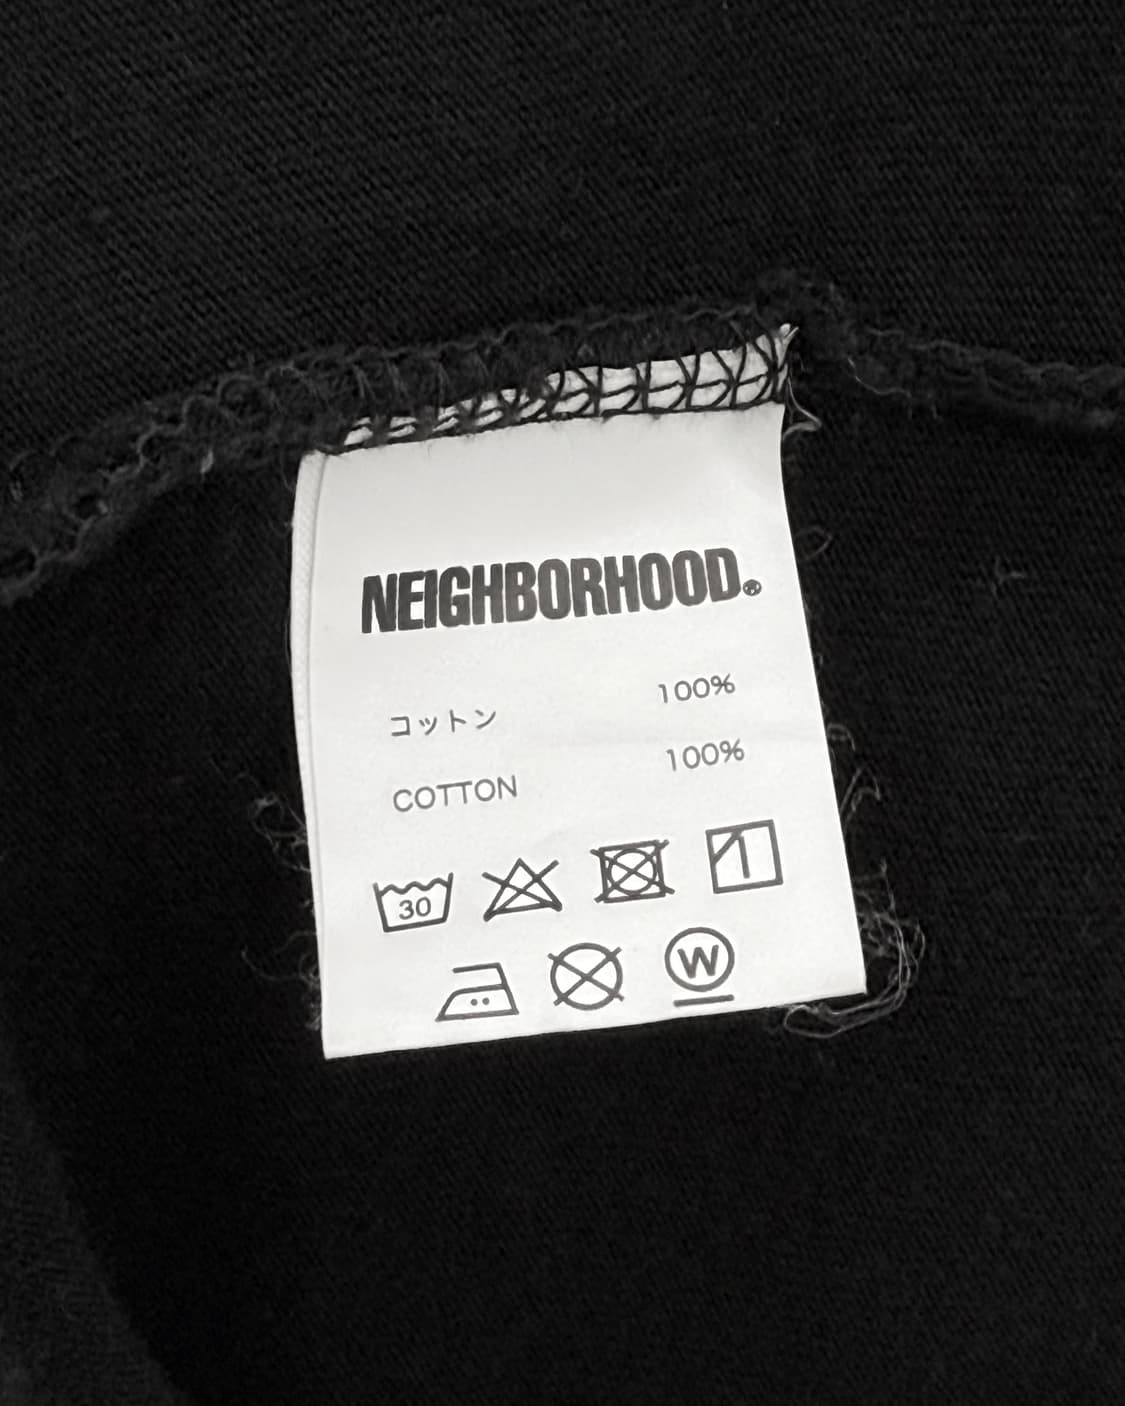 NEIGHBORHOOD®
コットン 100%
COTTON 100%
30
W